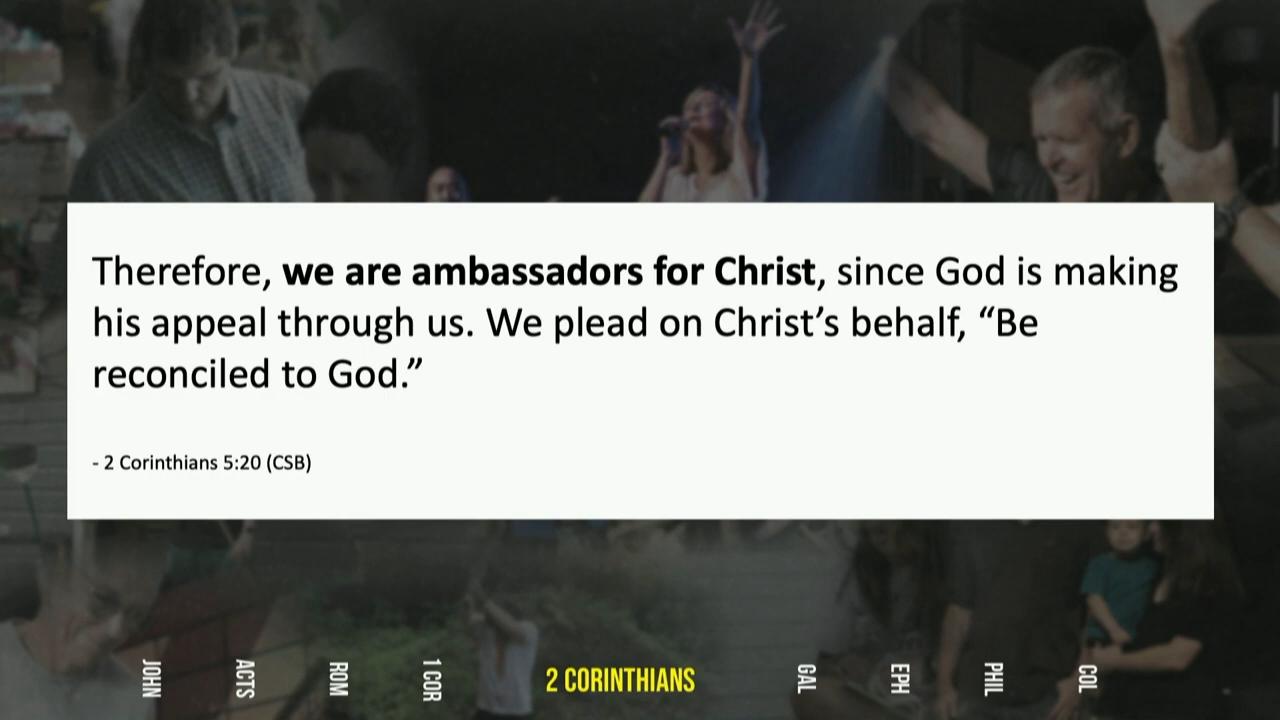 Therefore, we are ambassadors for Christ, since God is making
his appeal through us. We plead on Christ’s behalf, “Be
reconciled to God.”
- 2 Corinthians 5:20 (CSB)
JOHN
ACTS
ROM
1 COR
2 CORINTHIANS
GAL
EPH
PHIL
COL